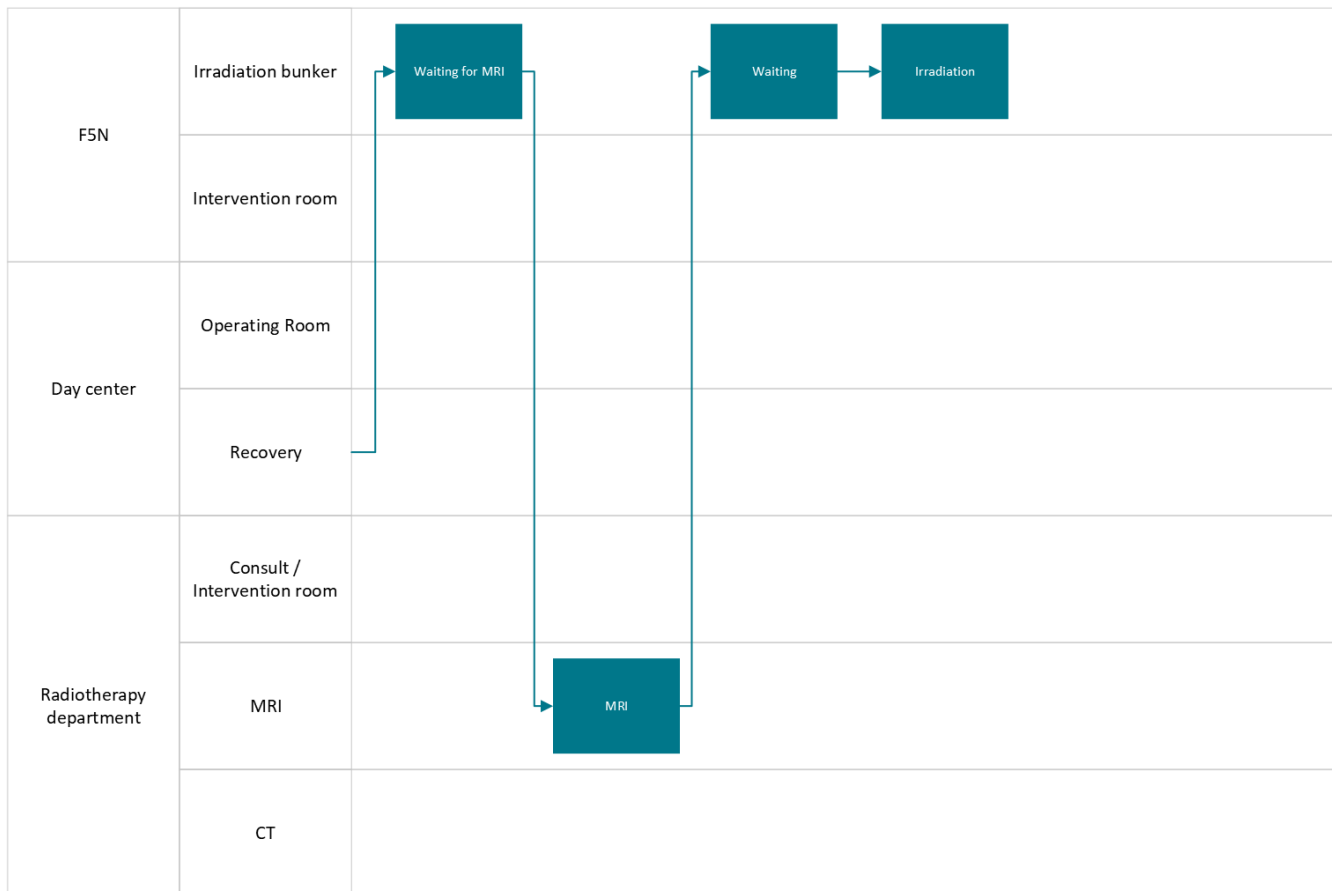 F5N
Irradiation bunker
Waiting for MRI
Waiting
Irradiation
Intervention room
Day center
Operating Room
Recovery
Radiotherapy
department
Consult /
Intervention room
MRI
MRI
CT